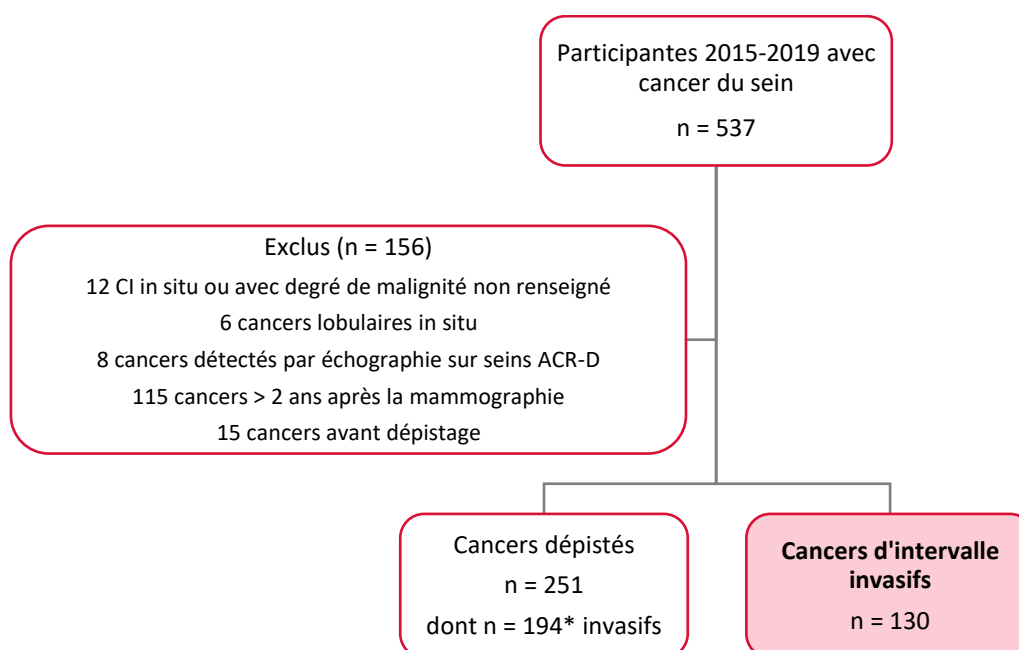 Participantes 2015-2019 avec
cancer du sein
n = 537
Exclus (n = 156)
12 CI in situ ou avec degré de malignité non renseigné
6 cancers lobulaires in situ
8 cancers détectés par échographie sur seins ACR-D
115 cancers > 2 ans après la mammographie
15 cancers avant dépistage
Cancers dépistés
n = 251
dont n = 194* invasifs
Cancers d'intervalle
invasifs
n = 130